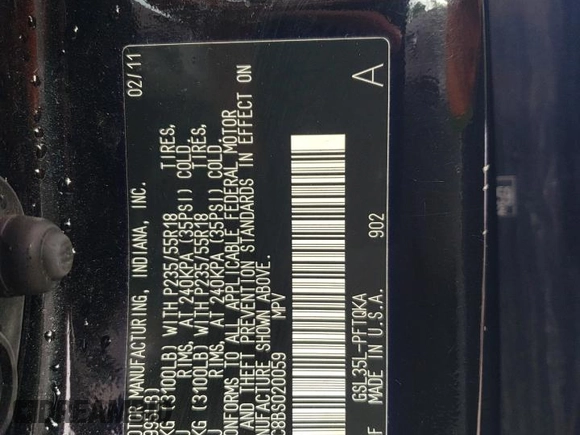 OTOR MANUFACTURING, INDIANA, INC. 02/11
995LB)
KG (3100LB) WITH P235/55R18 TIRES,
RIMS, AT 240KPA (35PSI) COLD.
KG (3100LB) WITH P235/55R18 TIRES,
RIMS, AT 240KPA (35PSI) COLD.
ONFORMS TO ALL APPLICABLE FEDERAL MOTOR
THEFT PREVENTION STANDARDS IN EFFECT ON
UFACTURE SHOWN ABOVE.
C8BS020059 MPV
GSL35L-PFTQKA A
F MADE IN U.S.A. 902